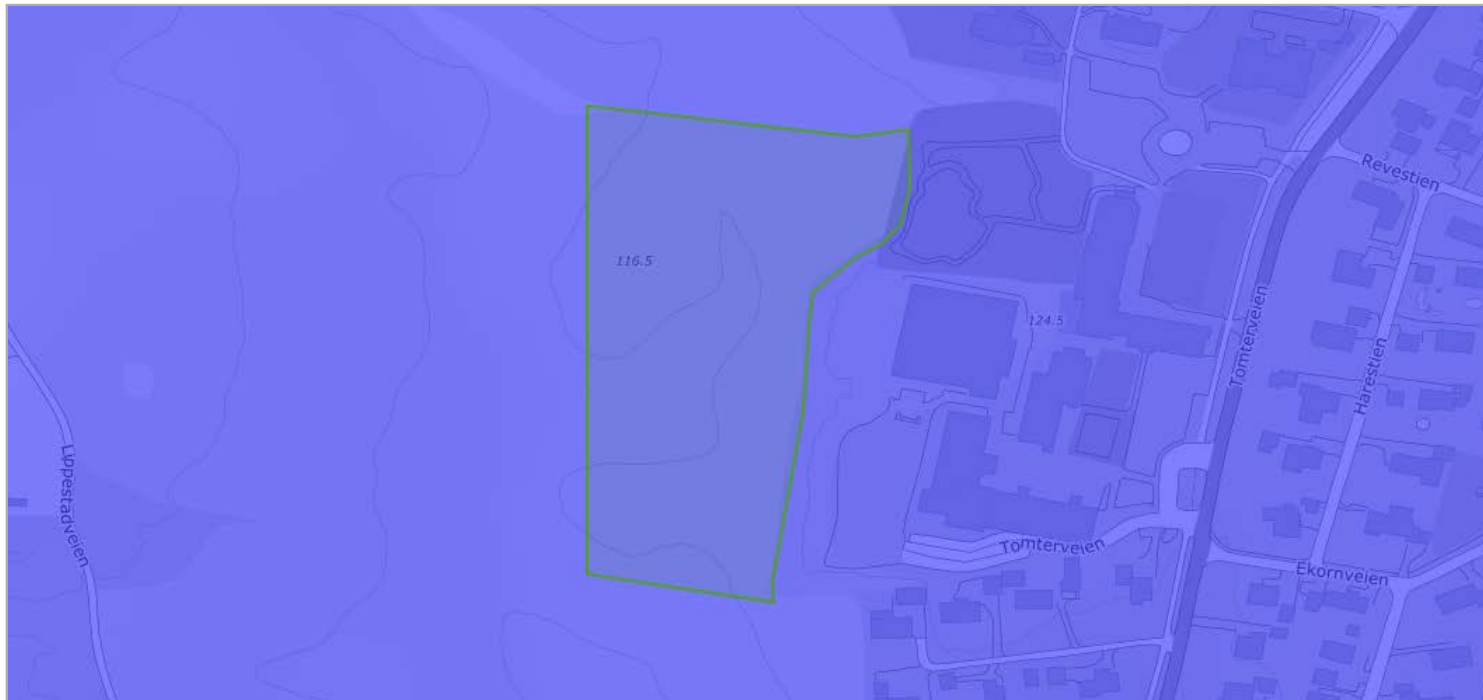 Revestien
116.5
124.5
Tomterveien
Harestien
Lippestadveien
Tomterveien
Ekornveien